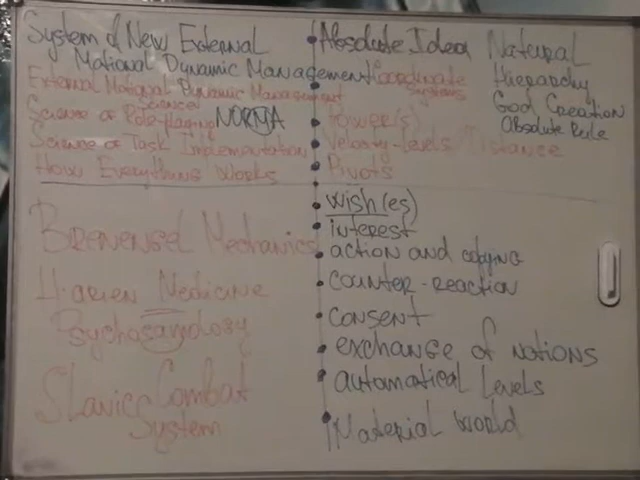 System of New External
National Dynamic Management
External National Dynamic Management
Science
Science of Role-Playing NORMA
Science of Task Implementation
How Everything Works
Mechanics
Medicine
Slavic Combat
System
Absolute Idea Natural
Coordinate Hierarchy
Systems God Creation
Power(s) Absolute Rule
Velocity-levels Distance
Pivots
wish(es)
interest
action and copying
counter-reaction
consent
exchange of notions
automatical Levels
Material World